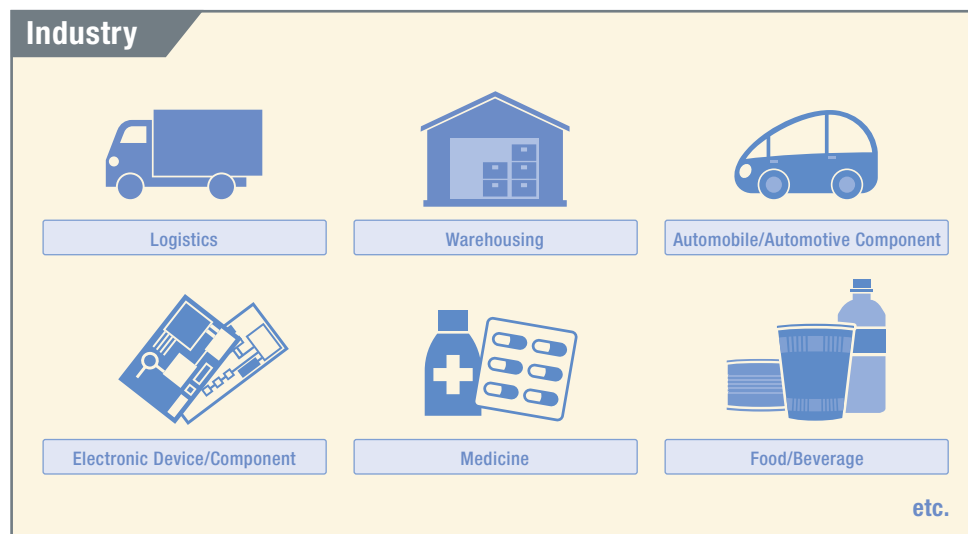 Industry
Logistics
Warehousing
Automobile/Automotive Component
Electronic Device/Component
Medicine
Food/Beverage
etc.